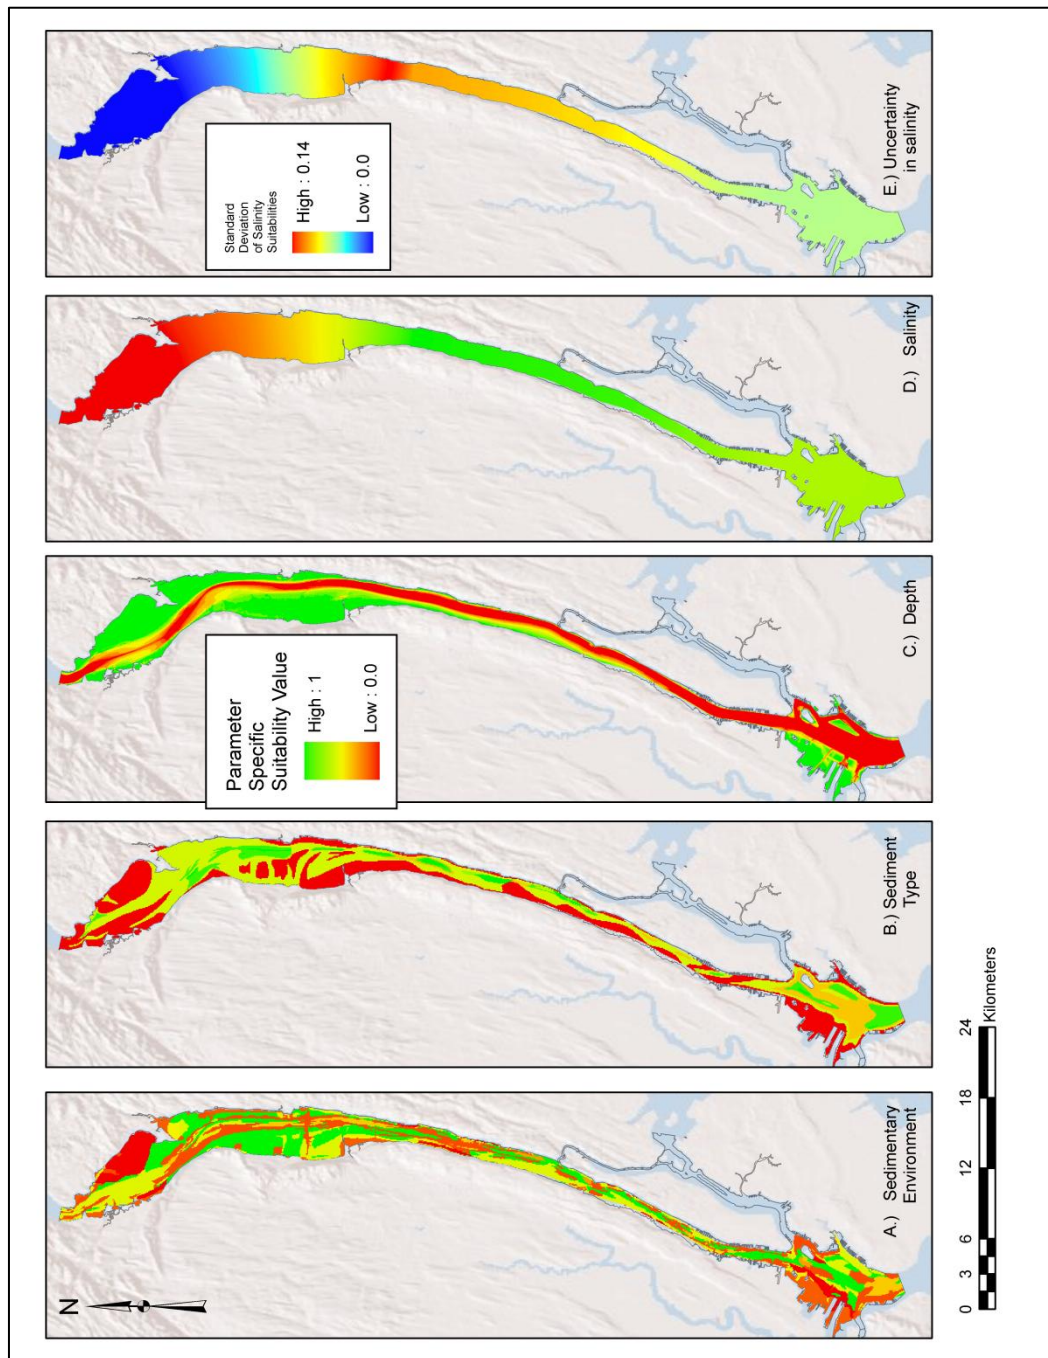 N
A.) Sedimentary
Environment
B.) Sediment
Type
Parameter
Specific
Suitability Value
High : 1
Low : 0.0
C.) Depth
D.) Salinity
Standard
Deviation
of Salinity
Suitabilities
High : 0.14
Low : 0.0
E.) Uncertainty
in salinity
0 3 6 12 18 24
Kilometers